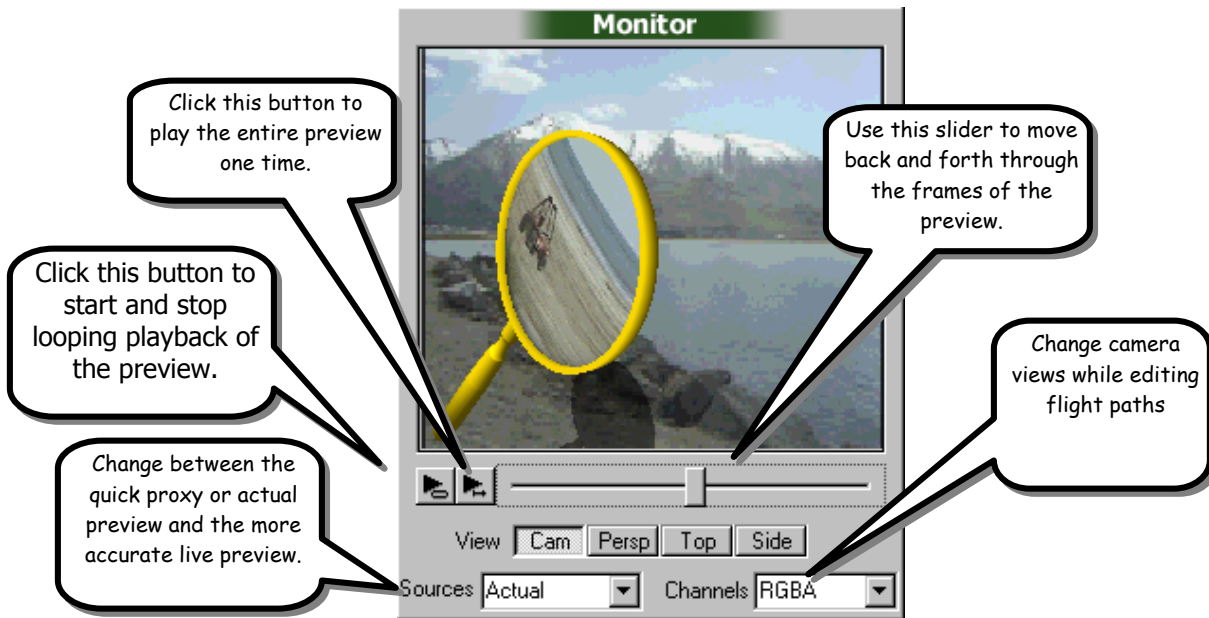 Monitor
Click this button to
play the entire preview
one time.
Use this slider to move
back and forth through
the frames of the
preview.
Click this button to
start and stop
looping playback of
the preview.
Change camera
views while editing
flight paths
Change between the
quick proxy or actual
preview and the more
accurate live preview.
View Cam Persp Top Side
Sources Actual Channels RGBA